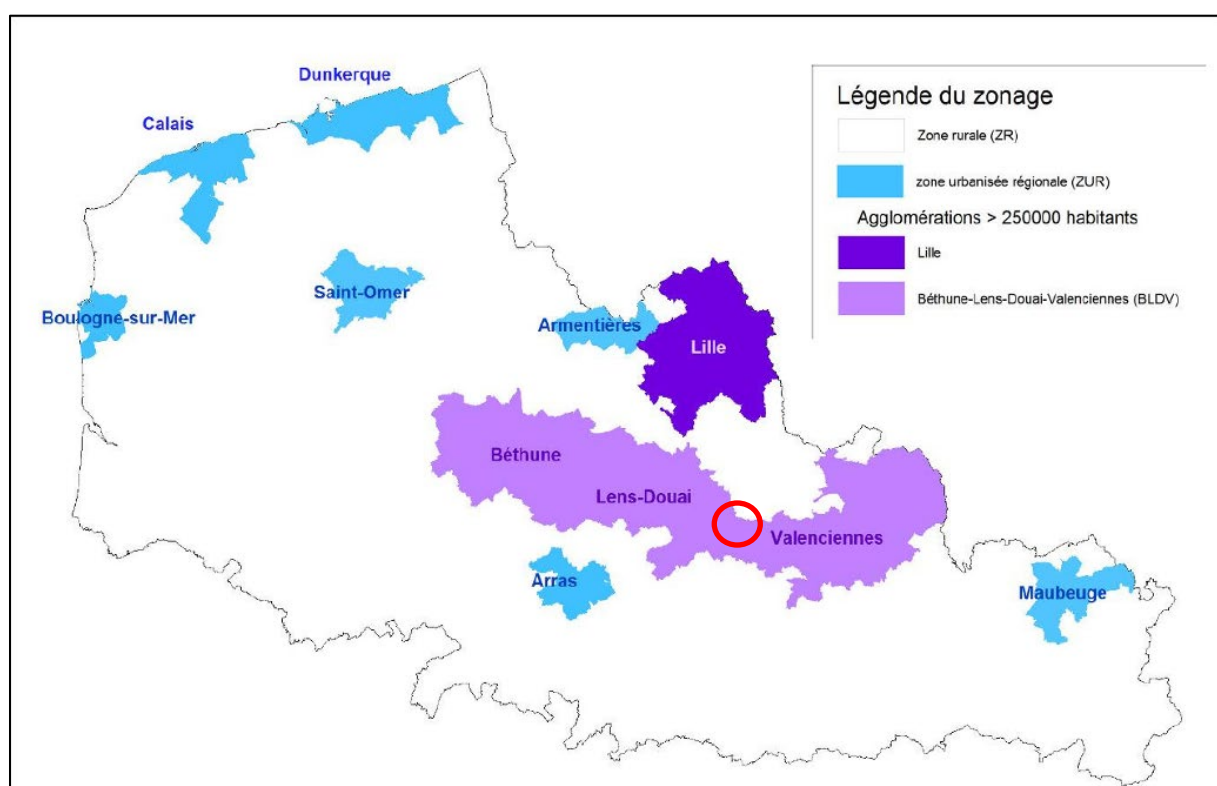 Dunkerque
Calais
Légende du zonage
Zone rurale (ZR)
zone urbanisée régionale (ZUR)
Agglomérations > 250000 habitants
Lille
Béthune-Lens-Douai-Valenciennes (BLDV)
Saint-Omer
Boulogne-sur-Mer
Armentières
Lille
Béthune
Lens-Douai
Valenciennes
Arras
Maubeuge